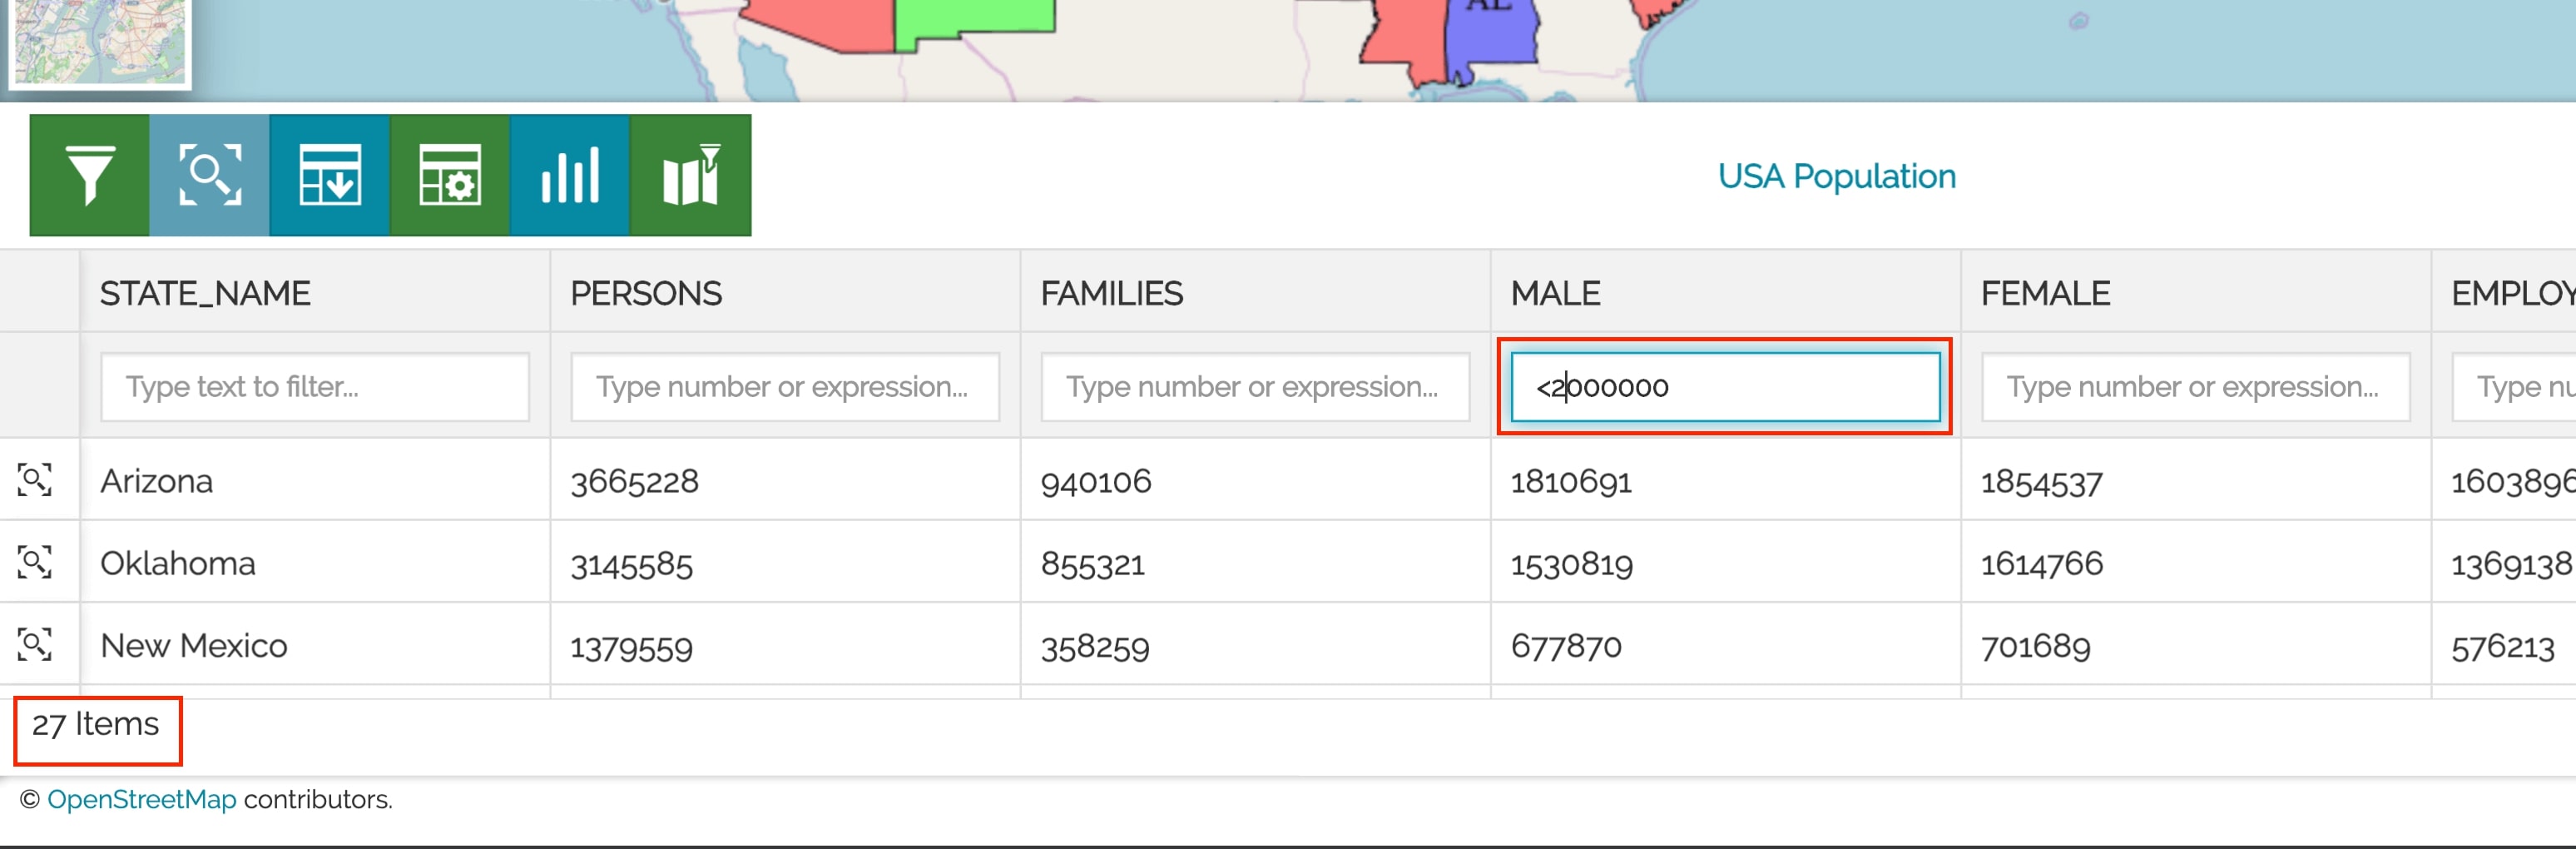 AL
USA Population
STATE_NAME PERSONS FAMILIES MALE FEMALE EMPLOY
Type text to filter... Type number or expression... Type number or expression... <2000000 Type number or expression... Type nu
Arizona 3665228 940106 1810691 1854537 1603896
Oklahoma 3145585 855321 1530819 1614766 1369138
New Mexico 1379559 358259 677870 701689 576213
27 Items
© OpenStreetMap contributors.